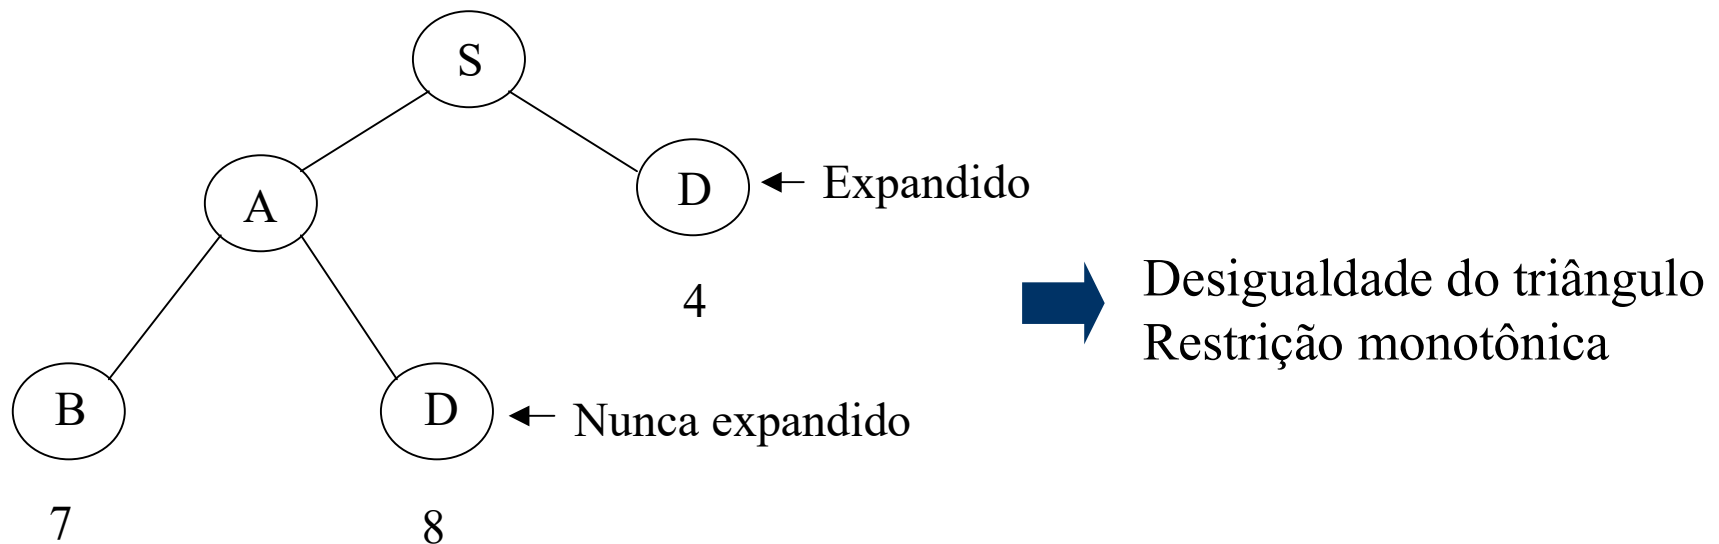 S
A
D
Expandido
4
Desigualdade do triângulo
Restrição monotônica
B
D
Nunca expandido
7
8